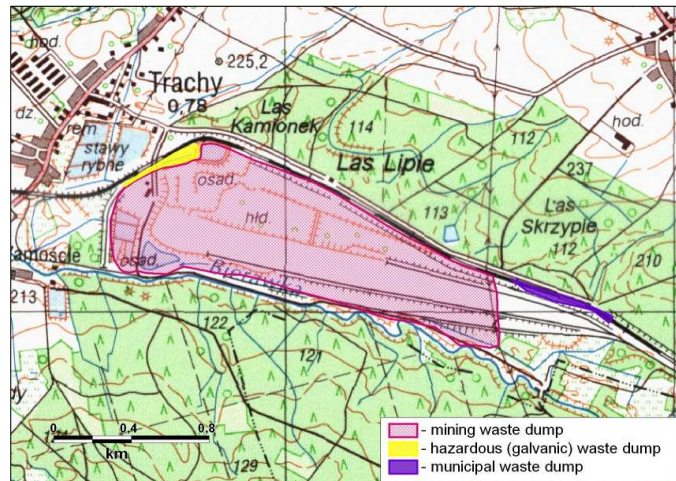 hod.
225,2
Trachy
0.78
Las
Kamionek
114
112
hod.
dz
rem.
stawy
rybne
osad.
Las Lipie
237
hłd.
113
Las
Skrzypie
112
210
osad.
Bierawka
213
122
121
129
0 0.4 0.8
km
- mining waste dump
- hazardous (galvanic) waste dump
- municipal waste dump